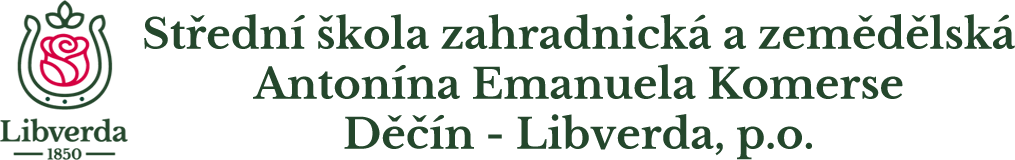 Střední škola zahradnická a zemědělská
Antonína Emanuela Komerse
Děčín - Libverda, p.o.
Libverda
1850